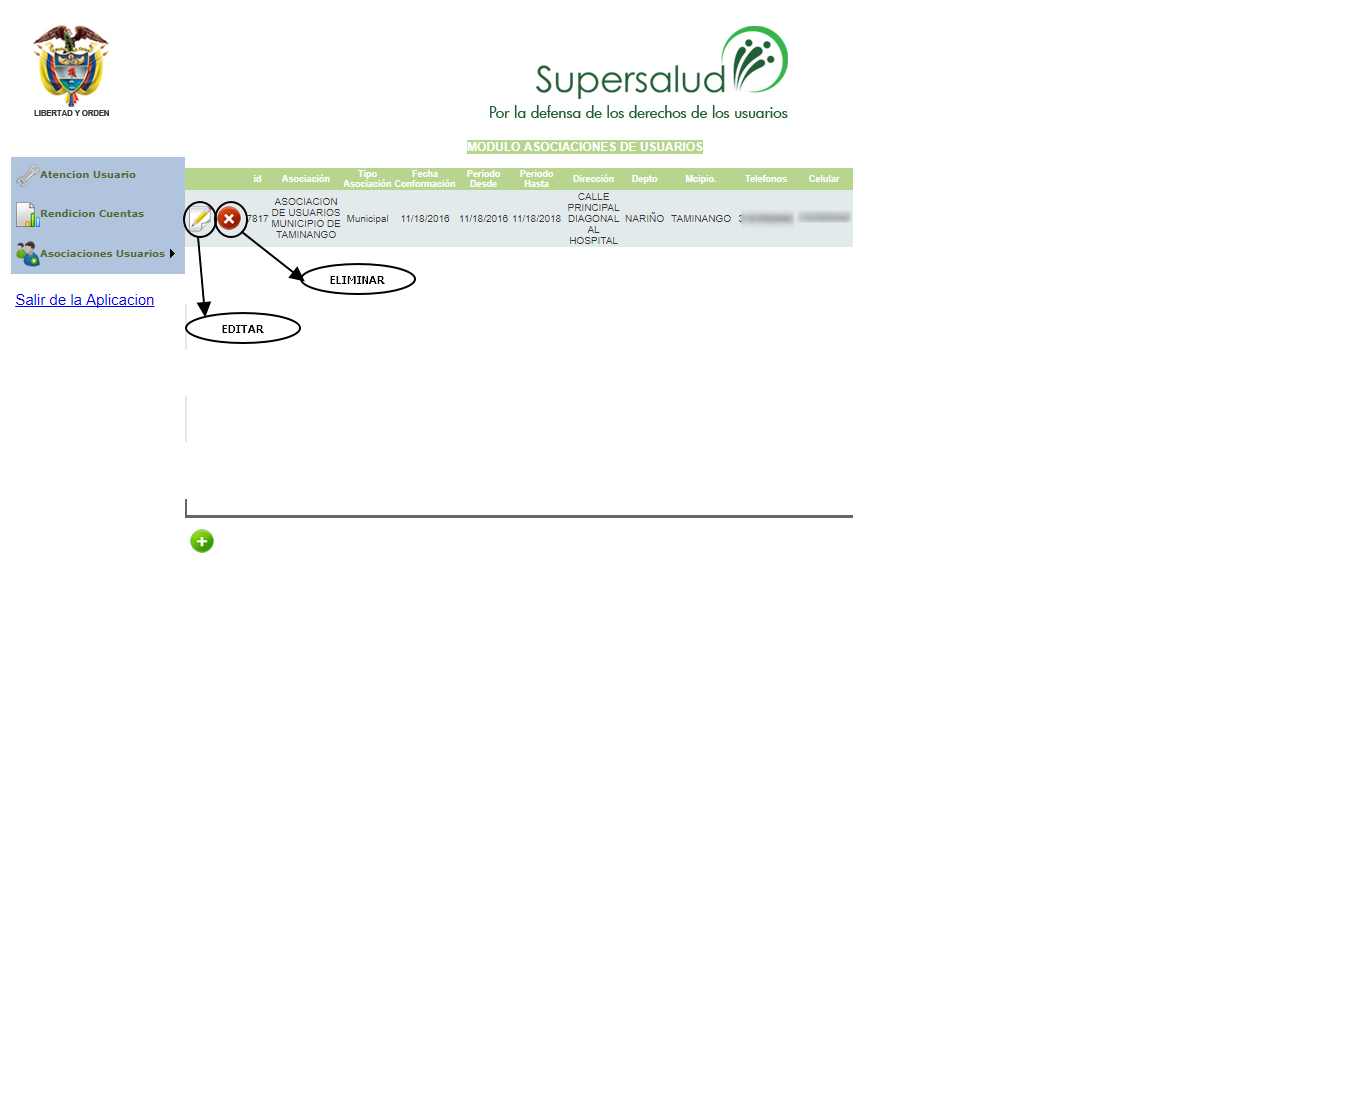 LIBERTAD Y ORDEN
Supersalud
Por la defensa de los derechos de los usuarios
MODULO ASOCIACIONES DE USUARIOS
Atencion Usuario
Rendicion Cuentas
Asociaciones Usuarios
Salir de la Aplicacion
id Asociación Tipo Asociación Fecha Conformación Periodo Desde Periodo Hasta Dirección Depto Mcipio. Telefonos Celular
7817
ASOCIACION
DE USUARIOS
MUNICIPIO DE
TAMINANGO
Municipal 11/18/2016 11/18/2016 11/18/2018
CALLE
PRINCIPAL
DIAGONAL
AL
HOSPITAL
NARIÑO TAMINANGO
ELIMINAR
EDITAR